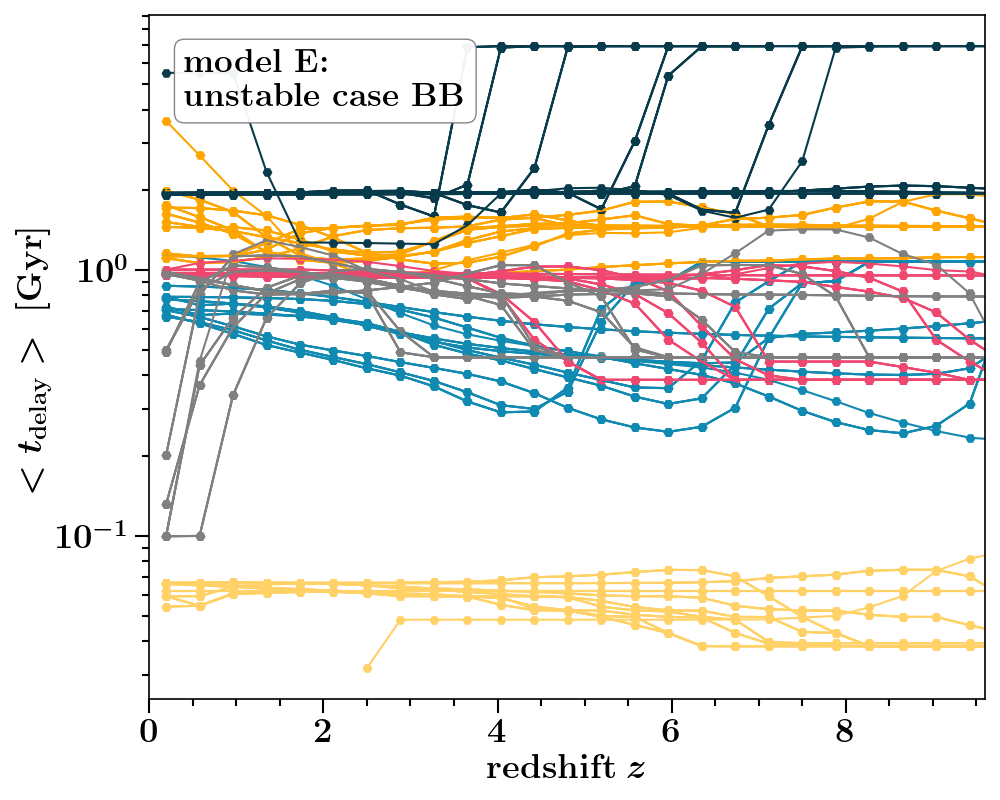 model E:
unstable case BB
< t_delay > [Gyr]
10^0
10^−1
0 2 4 6 8
redshift z